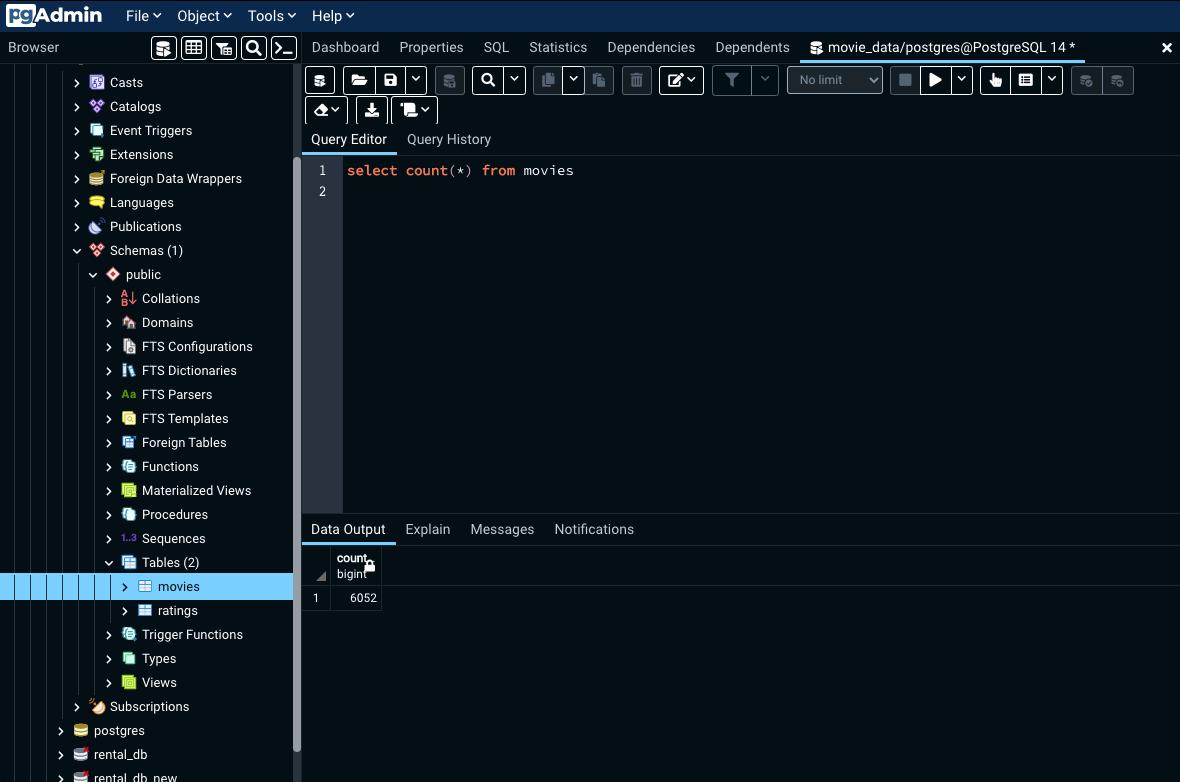 pgAdmin File Object Tools Help
Browser
Dashboard Properties SQL Statistics Dependencies Dependents movie_data/postgres@PostgreSQL 14 *
No limit
Query Editor Query History
1 select count(*) from movies
2
Casts
Catalogs
Event Triggers
Extensions
Foreign Data Wrappers
Languages
Publications
Schemas (1)
public
Collations
Domains
FTS Configurations
FTS Dictionaries
Aa FTS Parsers
FTS Templates
Foreign Tables
Functions
Materialized Views
Procedures
1..3 Sequences
Tables (2)
movies
ratings
Trigger Functions
Types
Views
Subscriptions
postgres
rental_db
rental_db_new
Data Output Explain Messages Notifications
count
bigint
1 6052